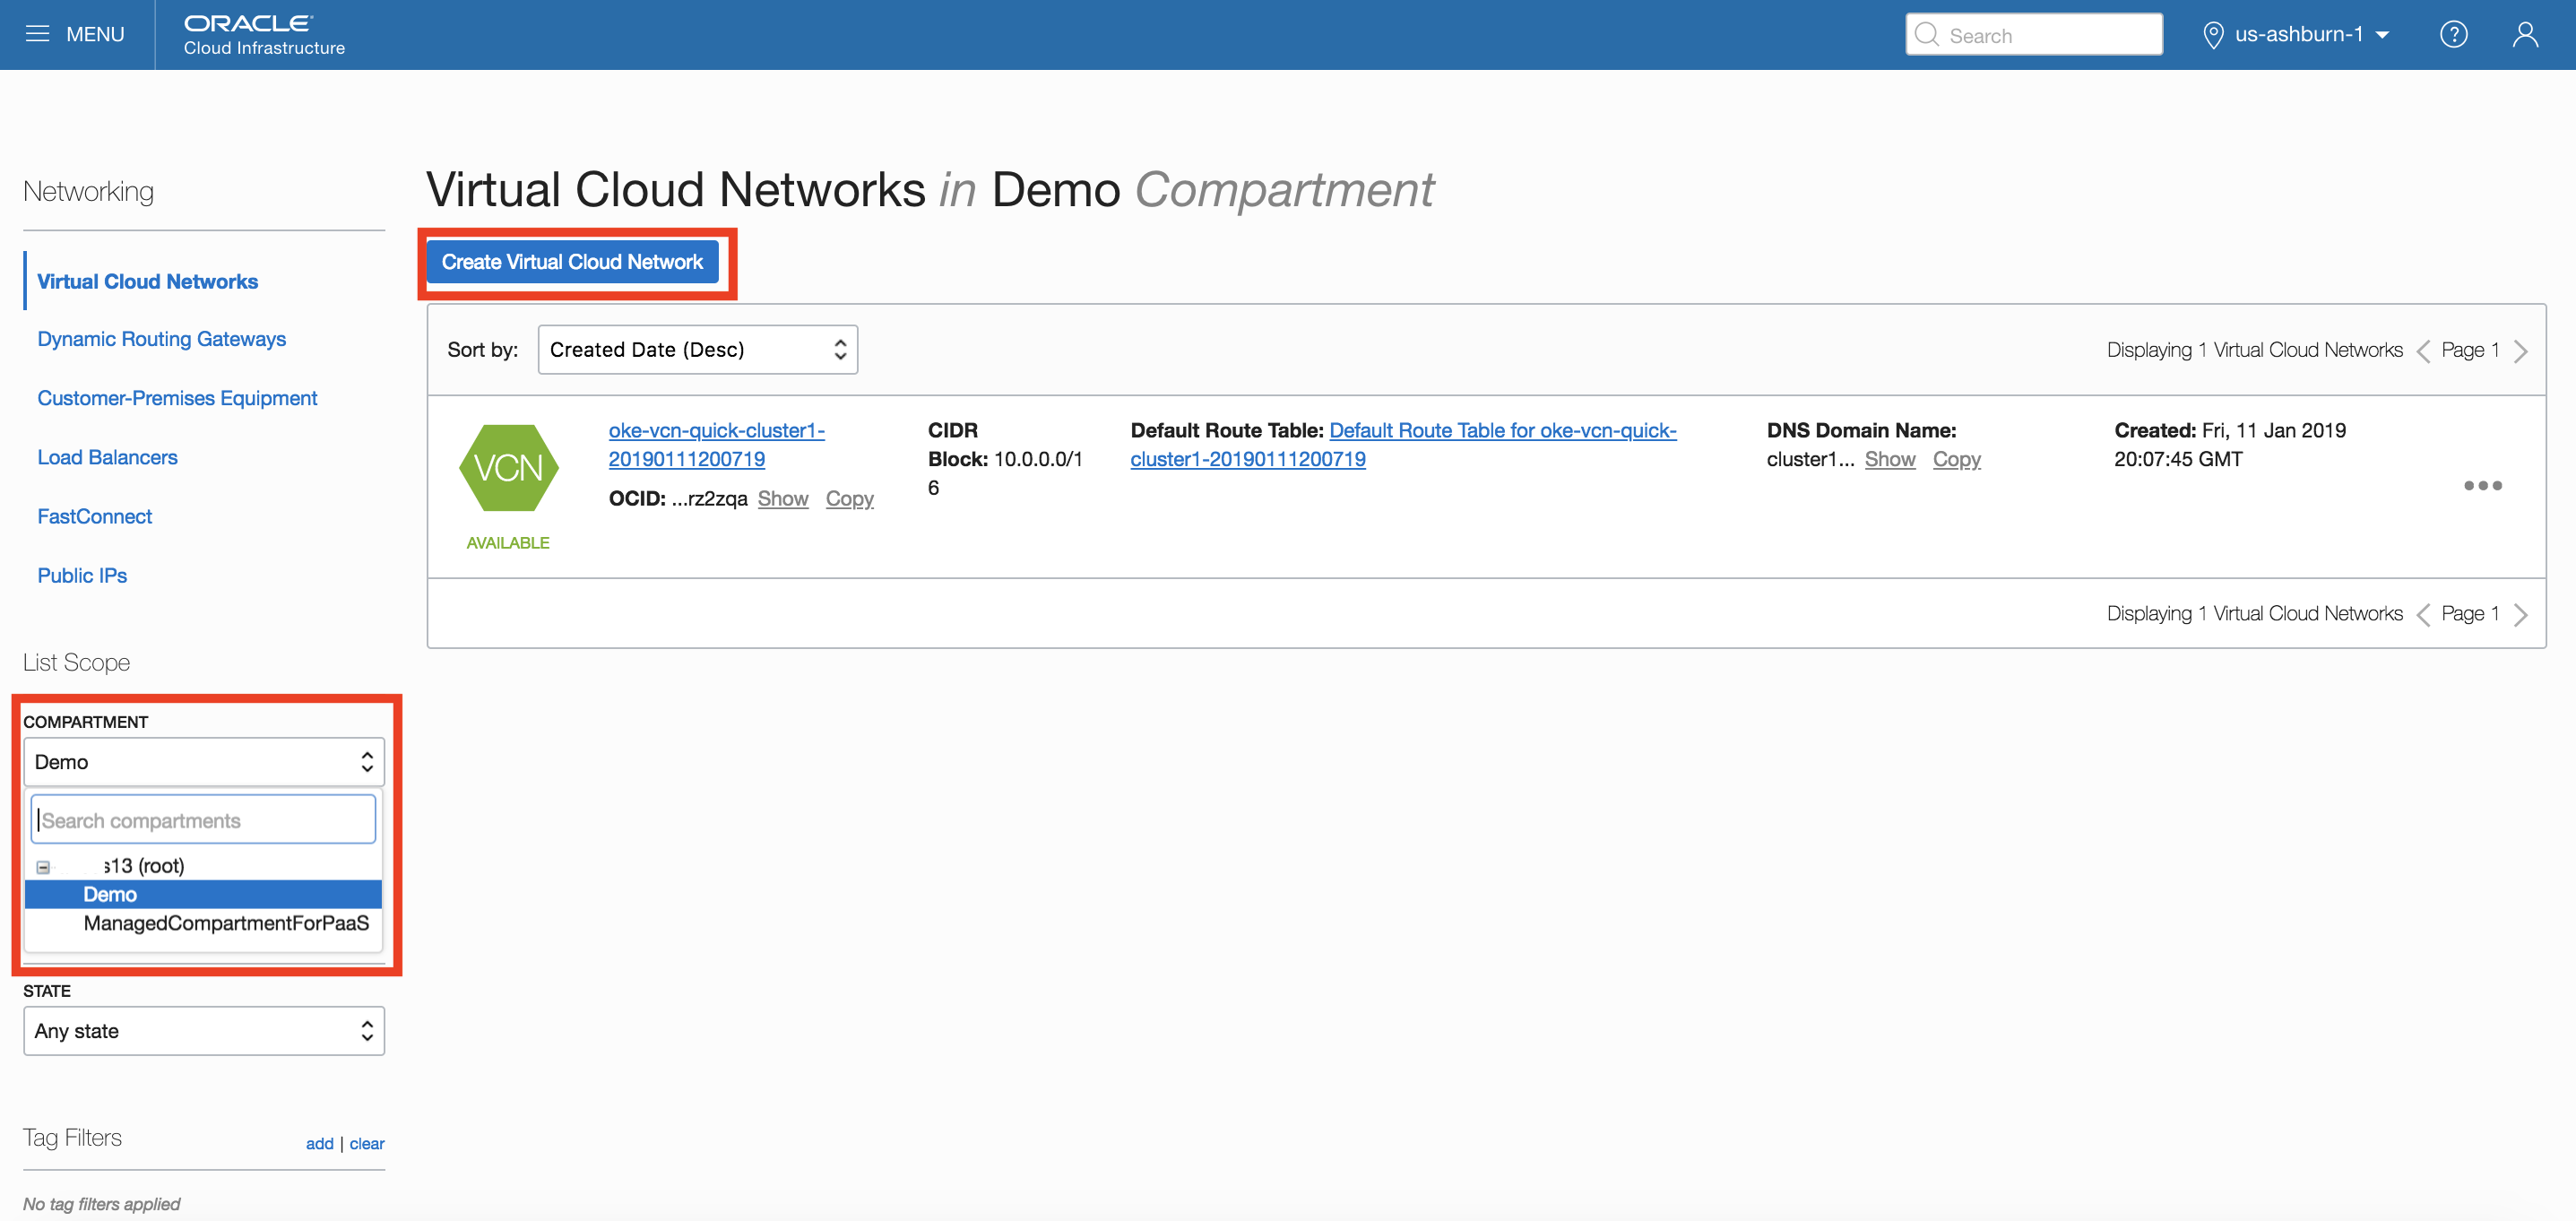 MENU
ORACLE
Cloud Infrastructure
Search
us-ashburn-1
?
Networking
Virtual Cloud Networks
Dynamic Routing Gateways
Customer-Premises Equipment
Load Balancers
FastConnect
Public IPs
List Scope
COMPARTMENT
Demo
Search compartments
s13 (root)
Demo
ManagedCompartmentForPaaS
STATE
Any state
Tag Filters
add | clear
No tag filters applied
Virtual Cloud Networks in Demo Compartment
Create Virtual Cloud Network
Sort by: Created Date (Desc)
Displaying 1 Virtual Cloud Networks < Page 1 >
VCN
AVAILABLE
oke-vcn-quick-cluster1-
20190111200719
OCID: ...rz2zqa Show Copy
CIDR
Block: 10.0.0.0/1
6
Default Route Table: Default Route Table for oke-vcn-quick-
cluster1-20190111200719
DNS Domain Name:
cluster1... Show Copy
Created: Fri, 11 Jan 2019
20:07:45 GMT
Displaying 1 Virtual Cloud Networks < Page 1 >